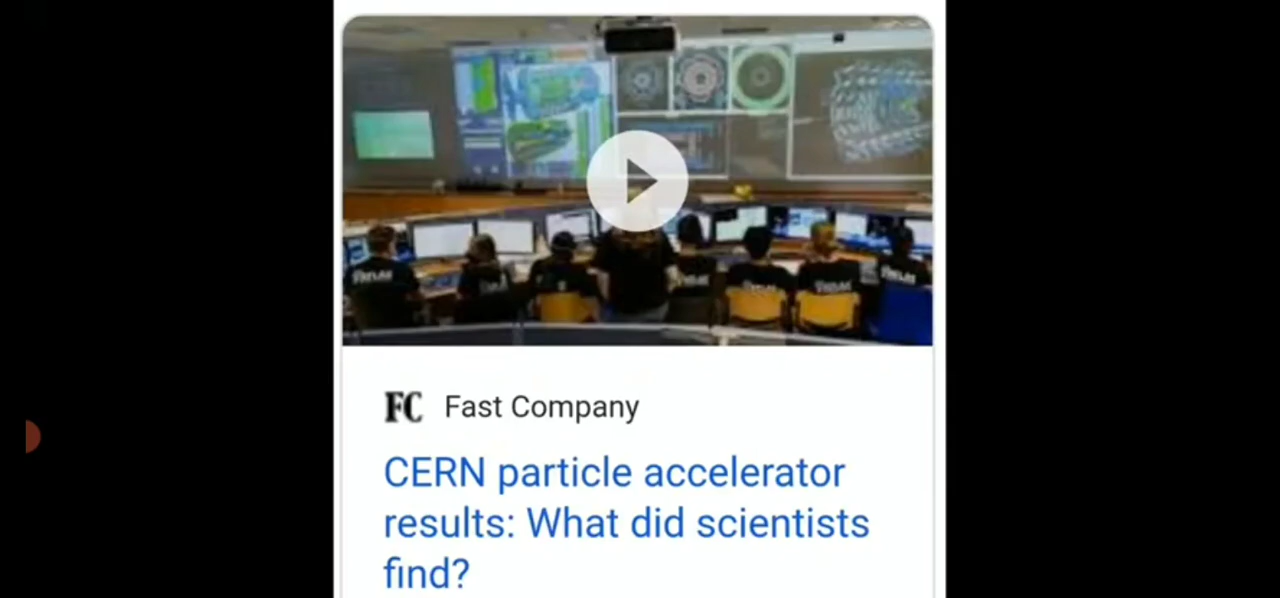 FC Fast Company
CERN particle accelerator
results: What did scientists
find?